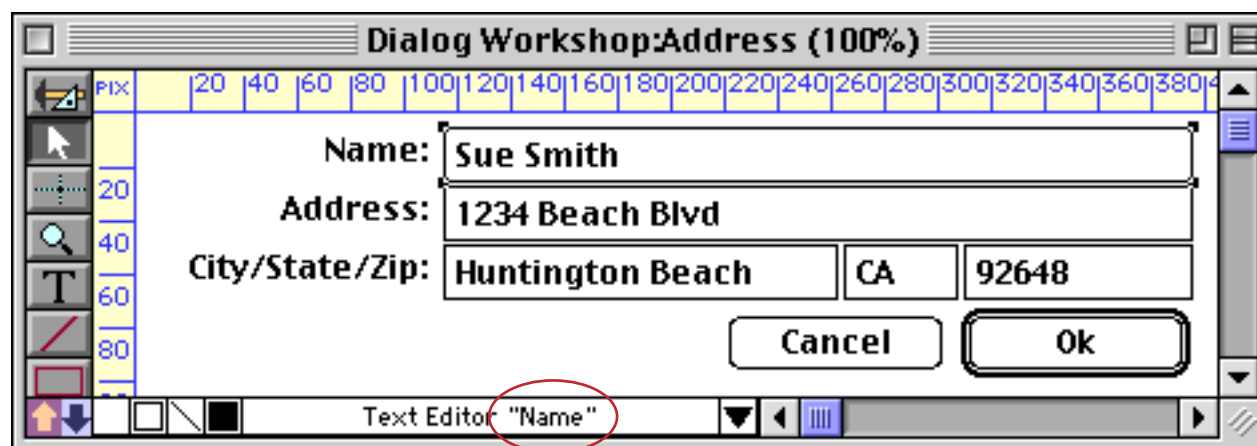 Dialog Workshop:Address (100%)
PIX 20 40 60 80 100 120 140 160 180 200 220 240 260 280 300 320 340 360 380 4
Name: Sue Smith
20
Address: 1234 Beach Blvd
40
City/State/Zip: Huntington Beach CA 92648
T
60
Cancel Ok
80
Text Editor "Name"